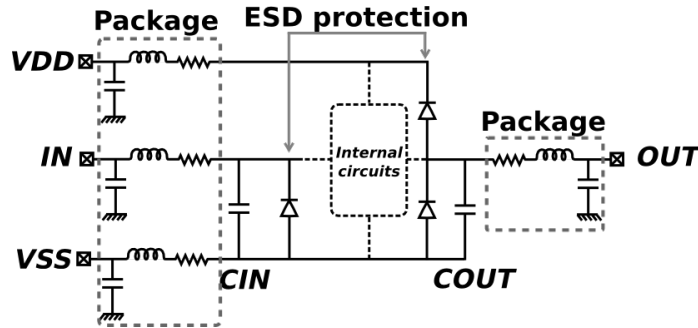 Package
ESD protection
VDD
Package
IN
Internal
circuits
OUT
VSS
CIN
COUT